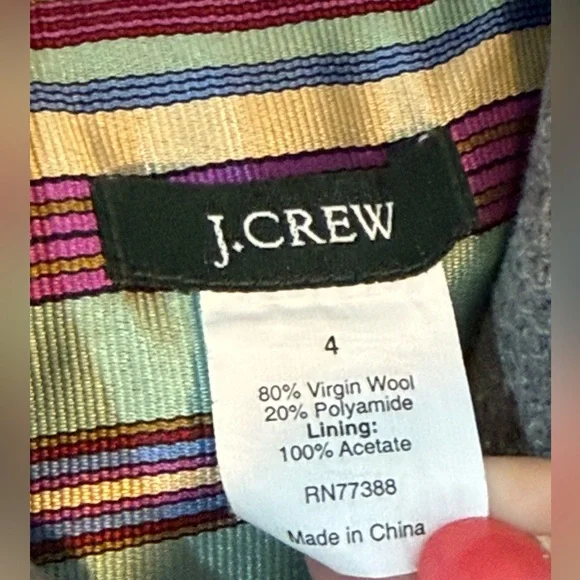 J.CREW
4
80% Virgin Wool
20% Polyamide
Lining:
100% Acetate
RN77388
Made in China